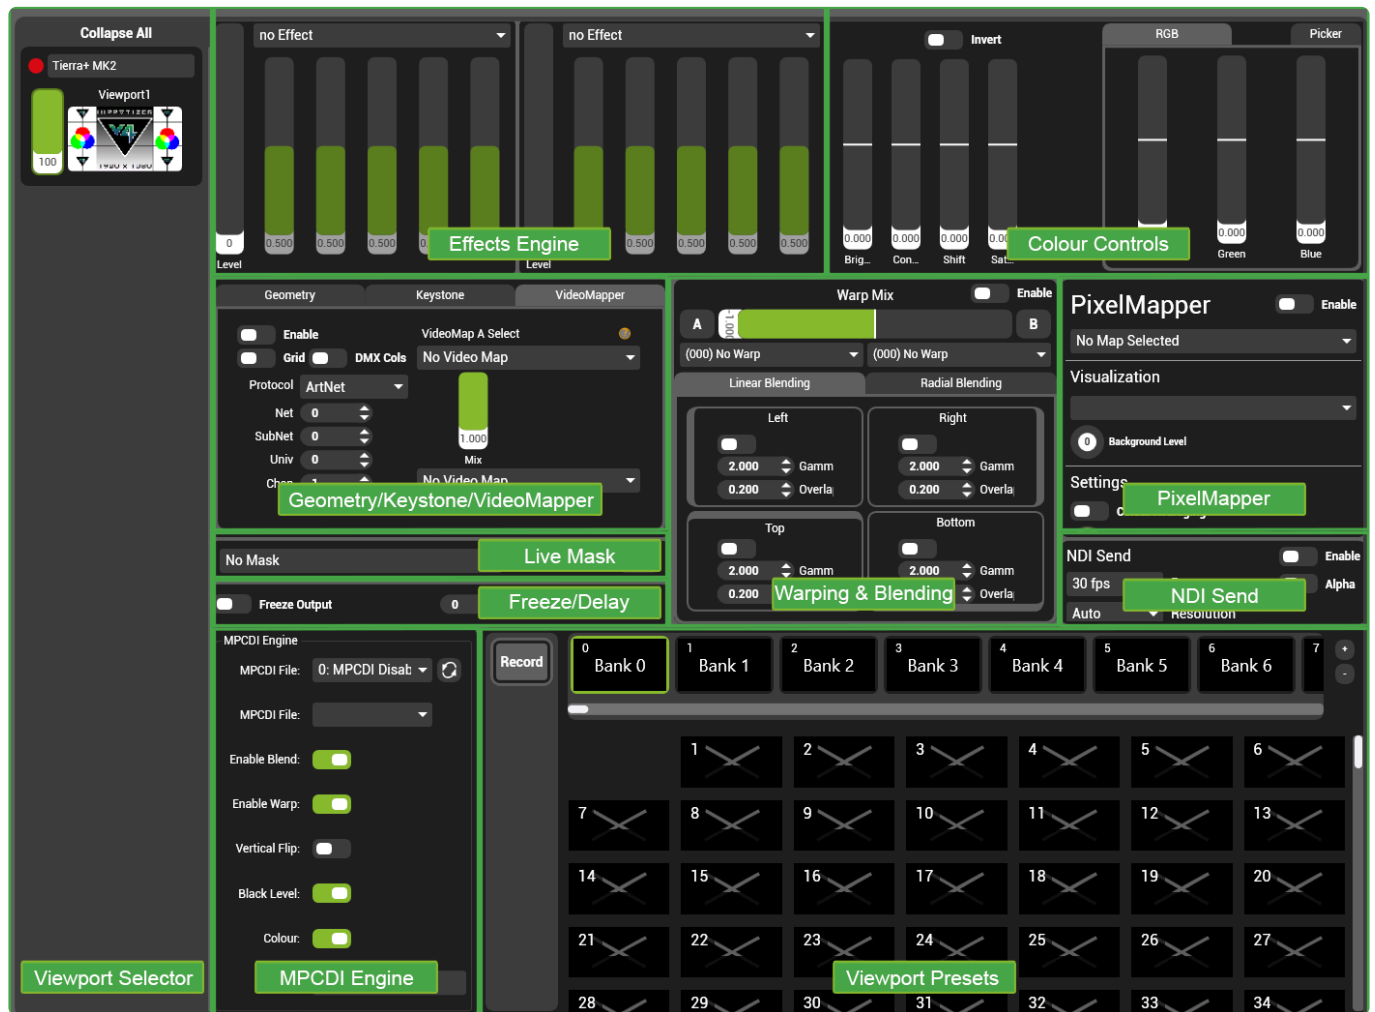 Collapse All
Tierra+ MK2
Viewport1
100
Viewport Selector
no Effect
no Effect
0
0.500
0.500
0.500
0.500
0.500
0.500
0.500
0.500
Level
Level
Effects Engine
Invert
RGB
Picker
0.000
0.000
0.000
0.000
0.000
Brig...
Con...
Shift
Sat...
Green
Blue
Colour Controls
Geometry
Keystone
VideoMapper
Enable
VideoMap A Select
Grid
DMX Cols
No Video Map
Protocol
ArtNet
Net
0
SubNet
0
Univ
0
1.000
Mix
No Video Map
Geometry/Keystone/VideoMapper
No Mask
Live Mask
Freeze Output
0
Freeze/Delay
Warp Mix
Enable
A
B
(000) No Warp
(000) No Warp
Linear Blending
Radial Blending
Left
Right
2.000
Gamm
2.000
Gamm
0.200
Overla
0.200
Overla
Top
Bottom
2.000
Gamm
2.000
Gamm
0.200
Overla
Warping & Blending
PixelMapper
Enable
No Map Selected
Visualization
0
Background Level
Settings
PixelMapper
NDI Send
Enable
30 fps
Alpha
Auto
Resolution
NDI Send
MPCDI Engine
MPCDI File:
0: MPCDI Disab
MPCDI File:
Enable Blend:
Enable Warp:
Vertical Flip:
Black Level:
Colour:
MPCDI Engine
Record
0
Bank 0
1
Bank 1
2
Bank 2
3
Bank 3
4
Bank 4
5
Bank 5
6
Bank 6
7
+
-
1
2
3
4
5
6
7
8
9
10
11
12
13
14
15
16
17
18
19
20
21
22
23
24
25
26
27
28
29
30
31
32
33
34
Viewport Presets